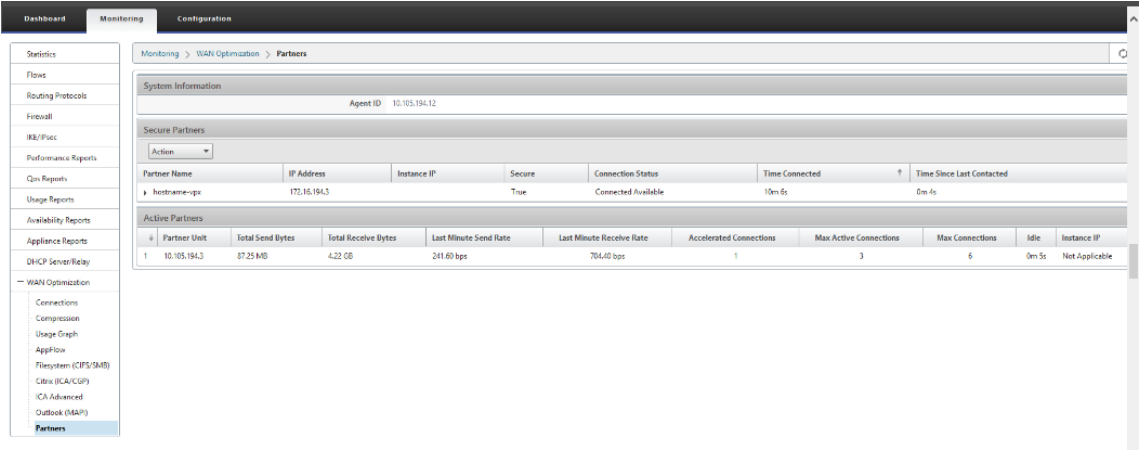 Dashboard Monitoring Configuration
Statistics
Flows
Routing Protocols
Firewall
IKE/IPsec
Performance Reports
Qos Reports
Usage Reports
Availability Reports
Appliance Reports
DHCP Server/Relay
WAN Optimization
Connections
Compression
Usage Graph
AppFlow
Filesystem (CIFS/SMB)
Citrix (ICA/CGP)
ICA Advanced
Outlook (MAPI)
Partners
Monitoring > WAN Optimization > Partners
System Information
Agent ID 10.105.194.12
Secure Partners
Action
Partner Name IP Address Instance IP Secure Connection Status Time Connected Time Since Last Contacted
hostname-vpx 172.16.194.3 True Connected Available 10m 6s 0m 4s
Active Partners
Partner Unit Total Send Bytes Total Receive Bytes Last Minute Send Rate Last Minute Receive Rate Accelerated Connections Max Active Connections Max Connections Idle Instance IP
1 10.105.194.3 87.25 MB 4.22 GB 241.60 bps 704.40 bps 1 3 6 0m 5s Not Applicable